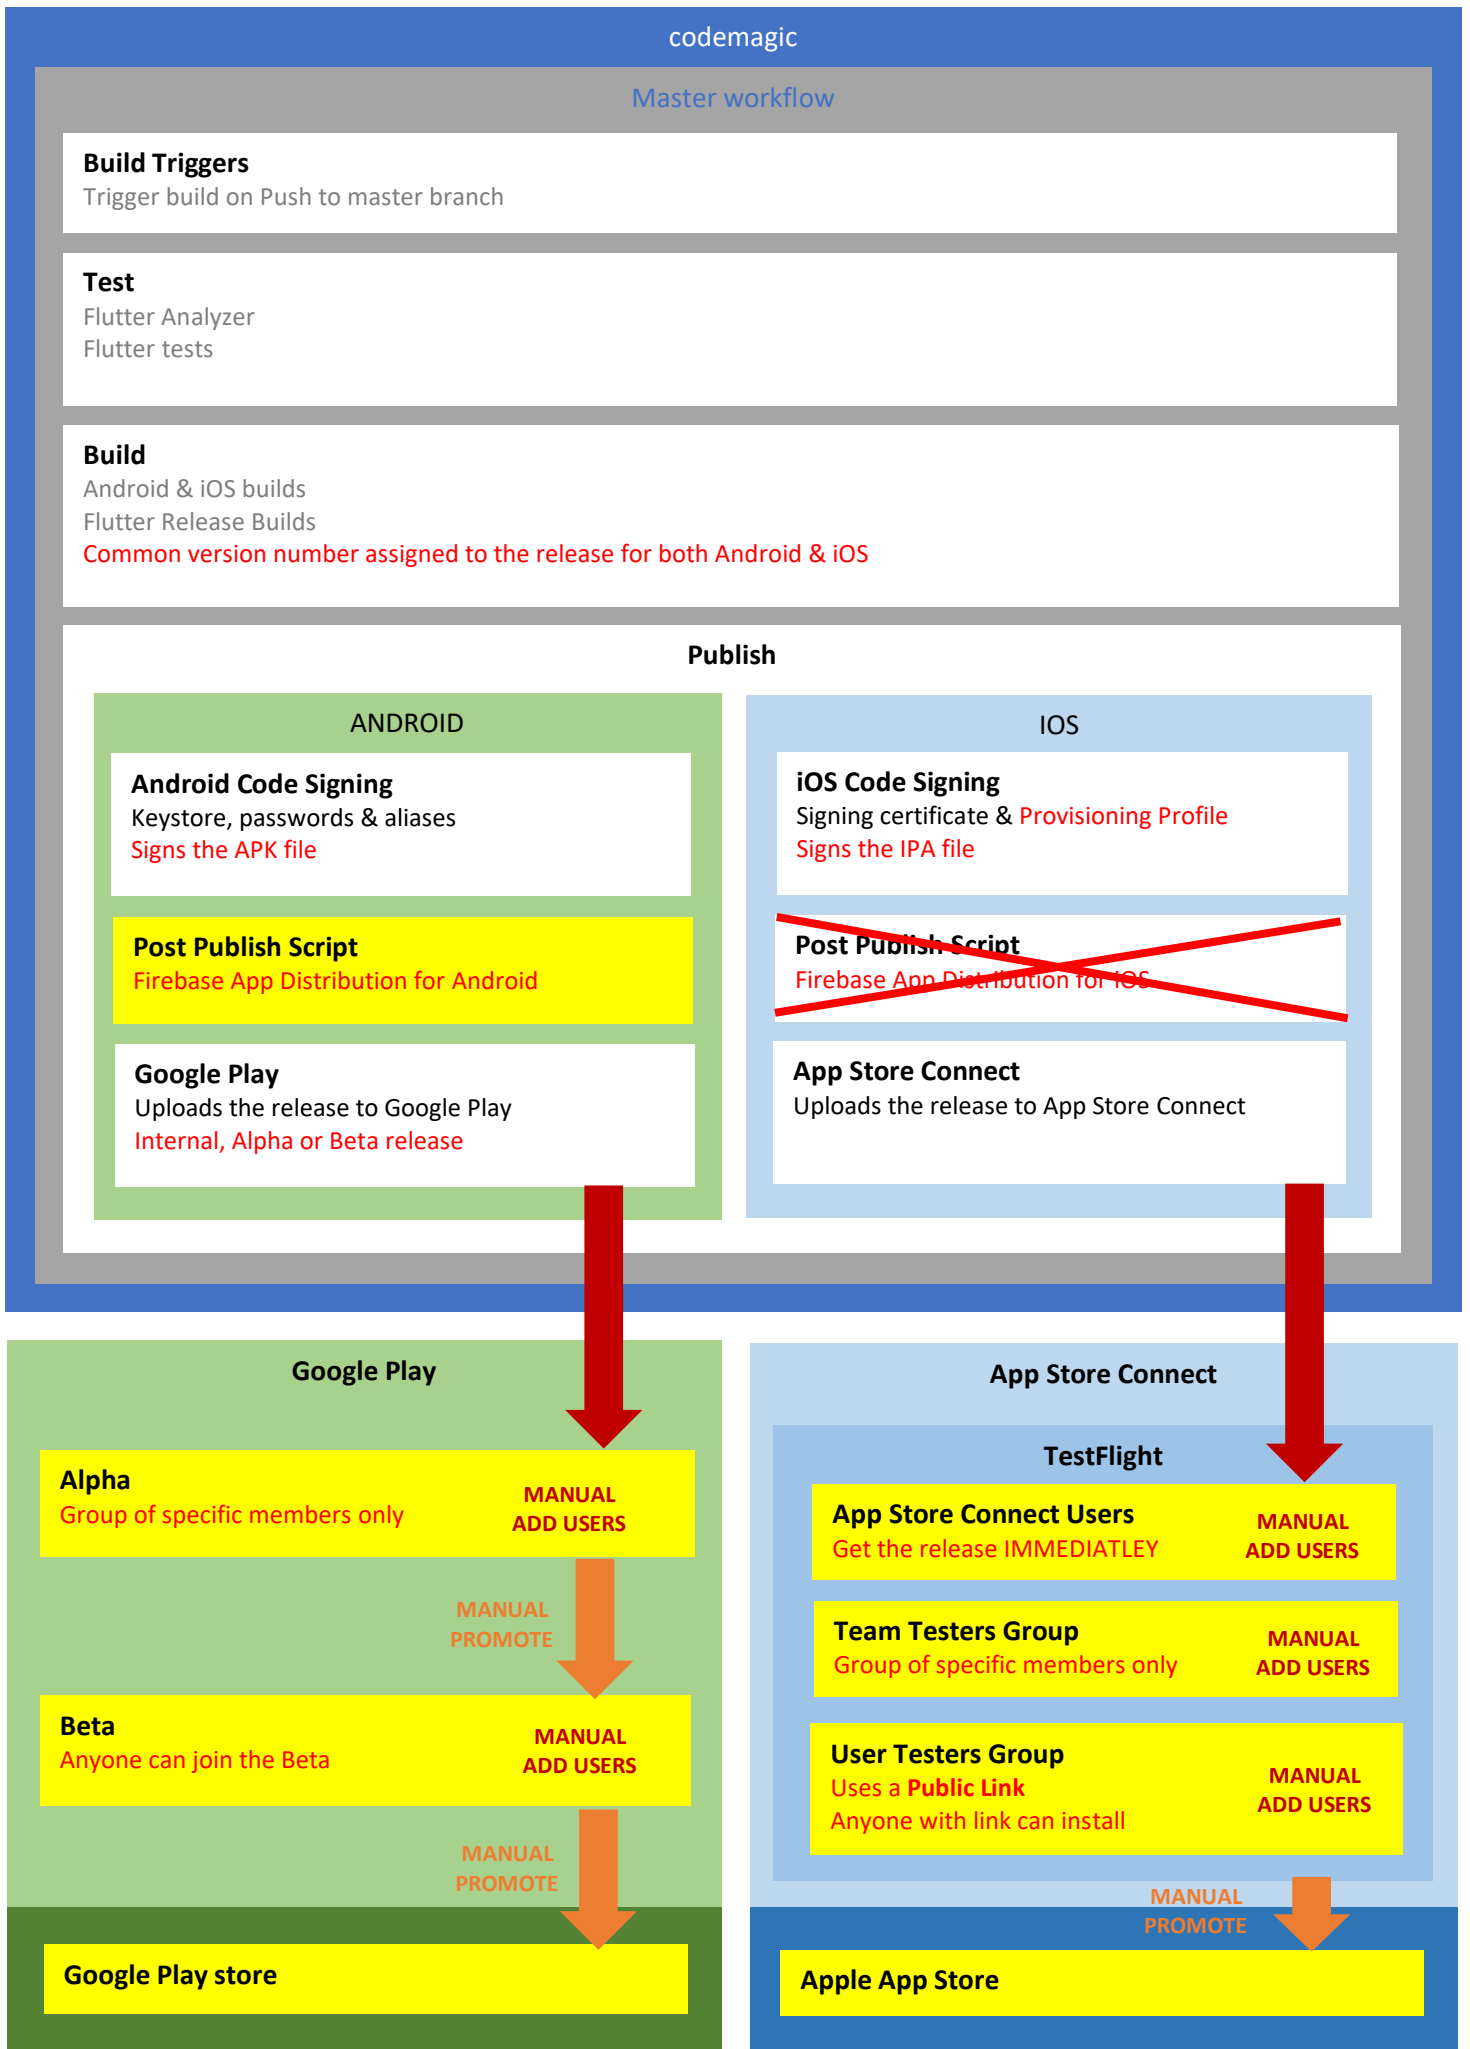 codemagic
Master workflow
Build Triggers
Trigger build on Push to master branch
Test
Flutter Analyzer
Flutter tests
Build
Android & iOS builds
Flutter Release Builds
Common version number assigned to the release for both Android & iOS
Publish
ANDROID
Android Code Signing
Keystore, passwords & aliases
Signs the APK file
Post Publish Script
Firebase App Distribution for Android
Google Play
Uploads the release to Google Play
Internal, Alpha or Beta release
IOS
iOS Code Signing
Signing certificate & Provisioning Profile
Signs the IPA file
Post Publish Script
Firebase App Distribution for iOS
App Store Connect
Uploads the release to App Store Connect
Google Play
Alpha
Group of specific members only
MANUAL
ADD USERS
MANUAL
PROMOTE
Beta
Anyone can join the Beta
MANUAL
ADD USERS
MANUAL
PROMOTE
Google Play store
App Store Connect
TestFlight
App Store Connect Users
Get the release IMMEDIATLEY
MANUAL
ADD USERS
Team Testers Group
Group of specific members only
MANUAL
ADD USERS
User Testers Group
Uses a Public Link
Anyone with link can install
MANUAL
ADD USERS
MANUAL
PROMOTE
Apple App Store